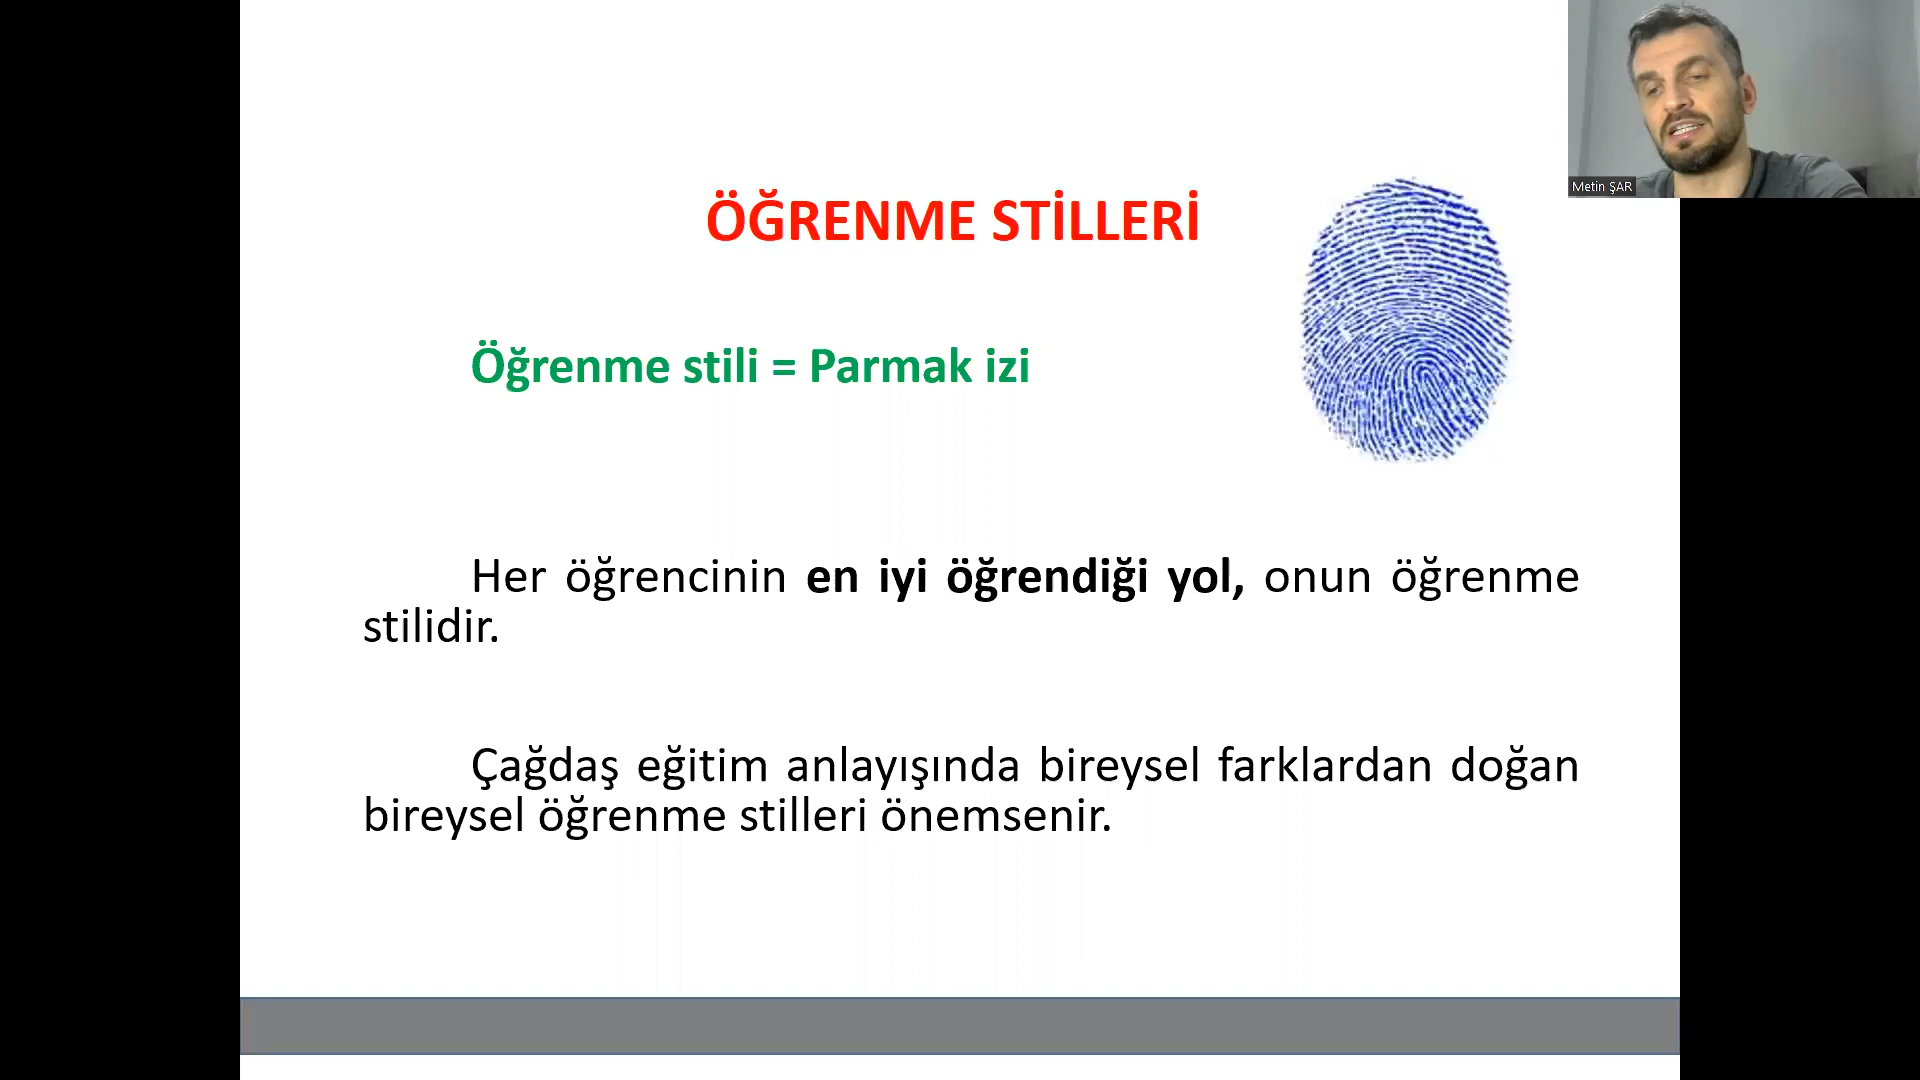 Metin ŞAR
ÖĞRENME STİLLERİ
Öğrenme stili = Parmak izi
Her öğrencinin en iyi öğrendiği yol, onun öğrenme
stilidir.
Çağdaş eğitim anlayışında bireysel farklardan doğan
bireysel öğrenme stilleri önemsenir.